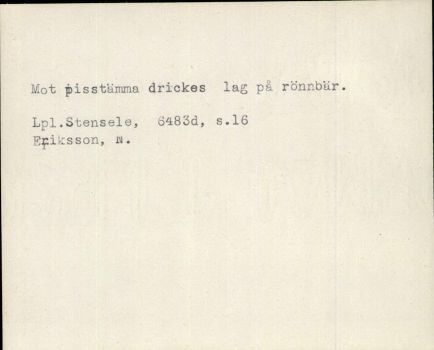 Mot pisstämma drickes lag på rönnbär.
Lpl.Stensele, 6483d, s.16
Eriksson, N.